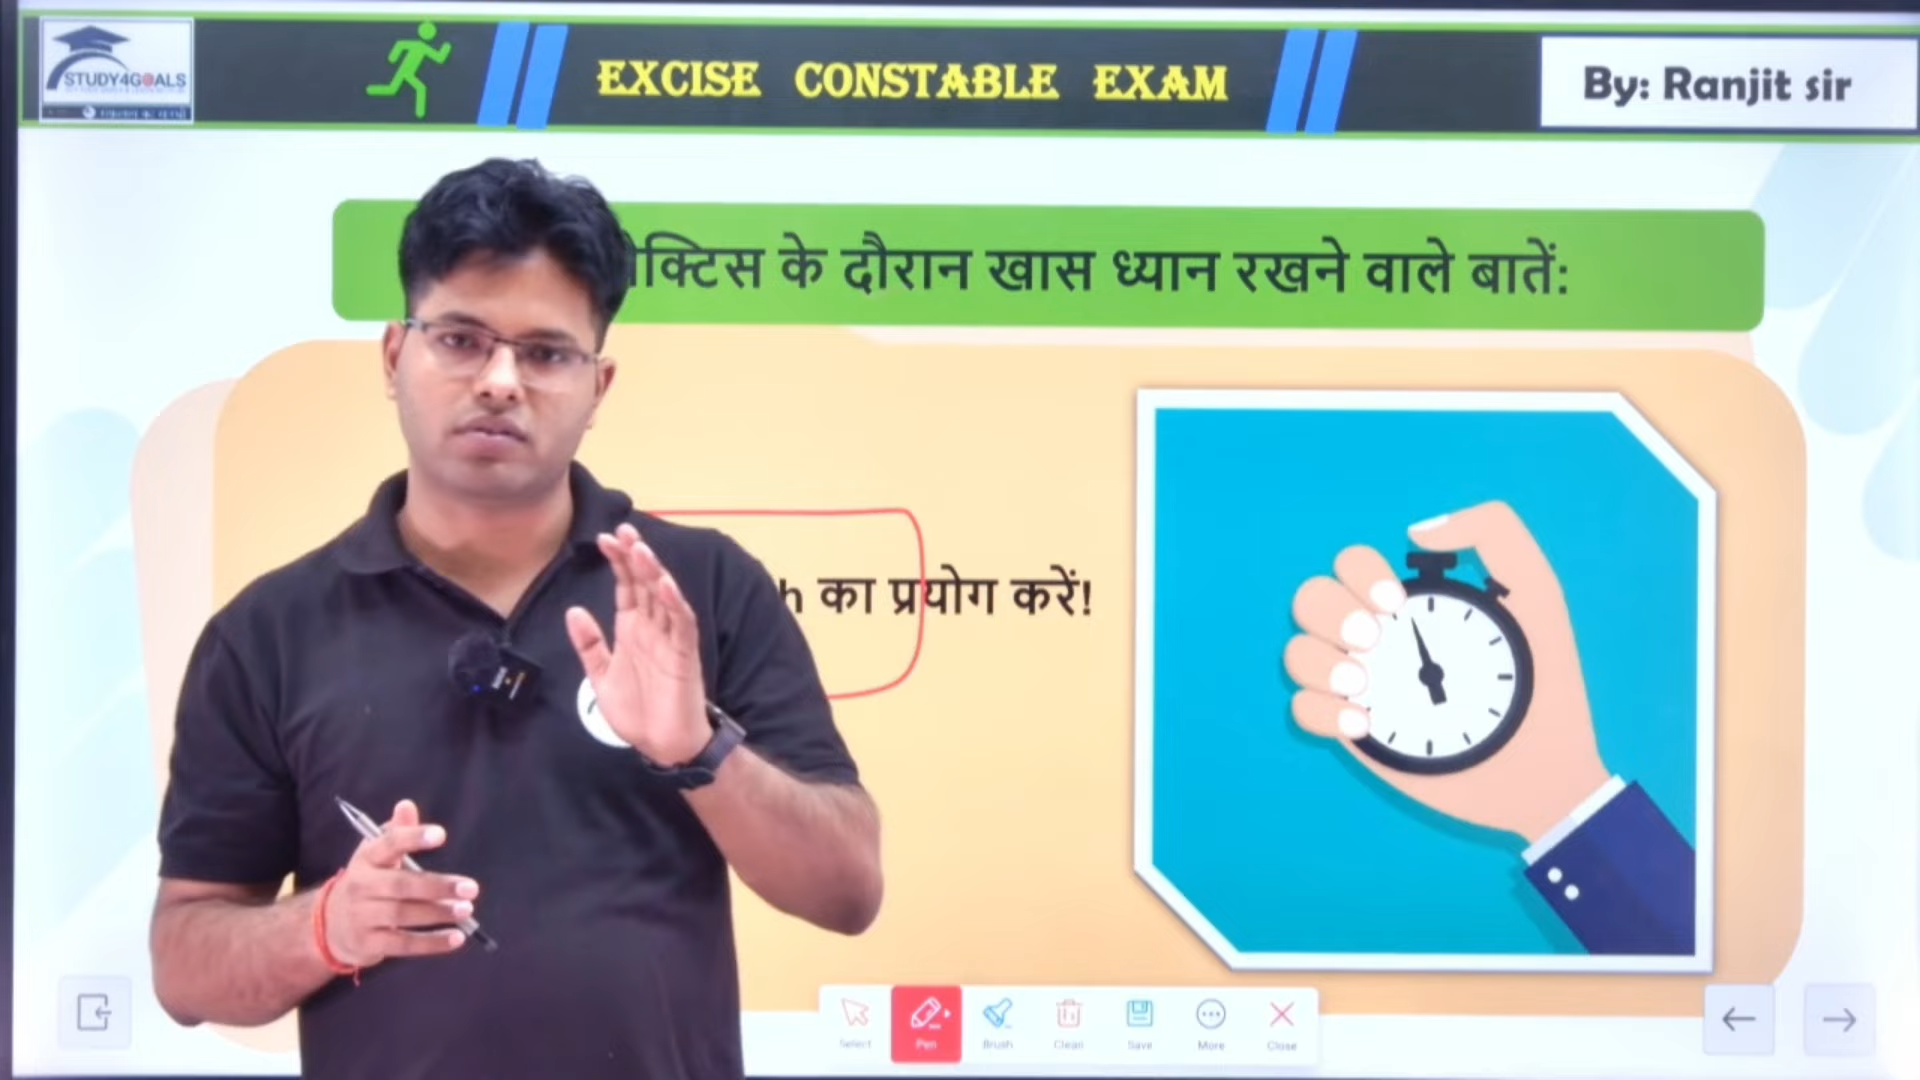 STUDY4GOALS
EXCISE CONSTABLE EXAM
By: Ranjit sir
के दौरान खास ध्यान रखने वाले बातें:
का प्रयोग करें!
Select
Pen
Brush
Clean
Save
More
Close